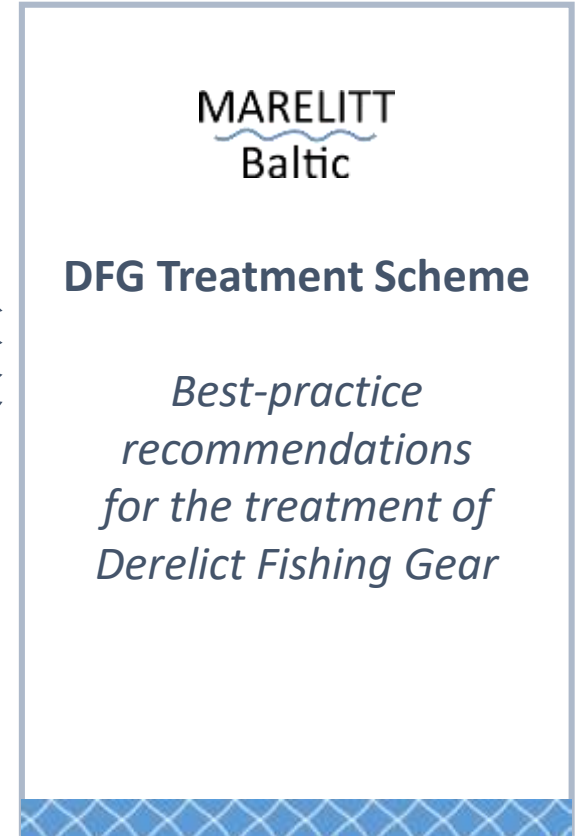 MARELITT
Baltic
DFG Treatment Scheme
Best-practice
recommendations
for the treatment of
Derelict Fishing Gear